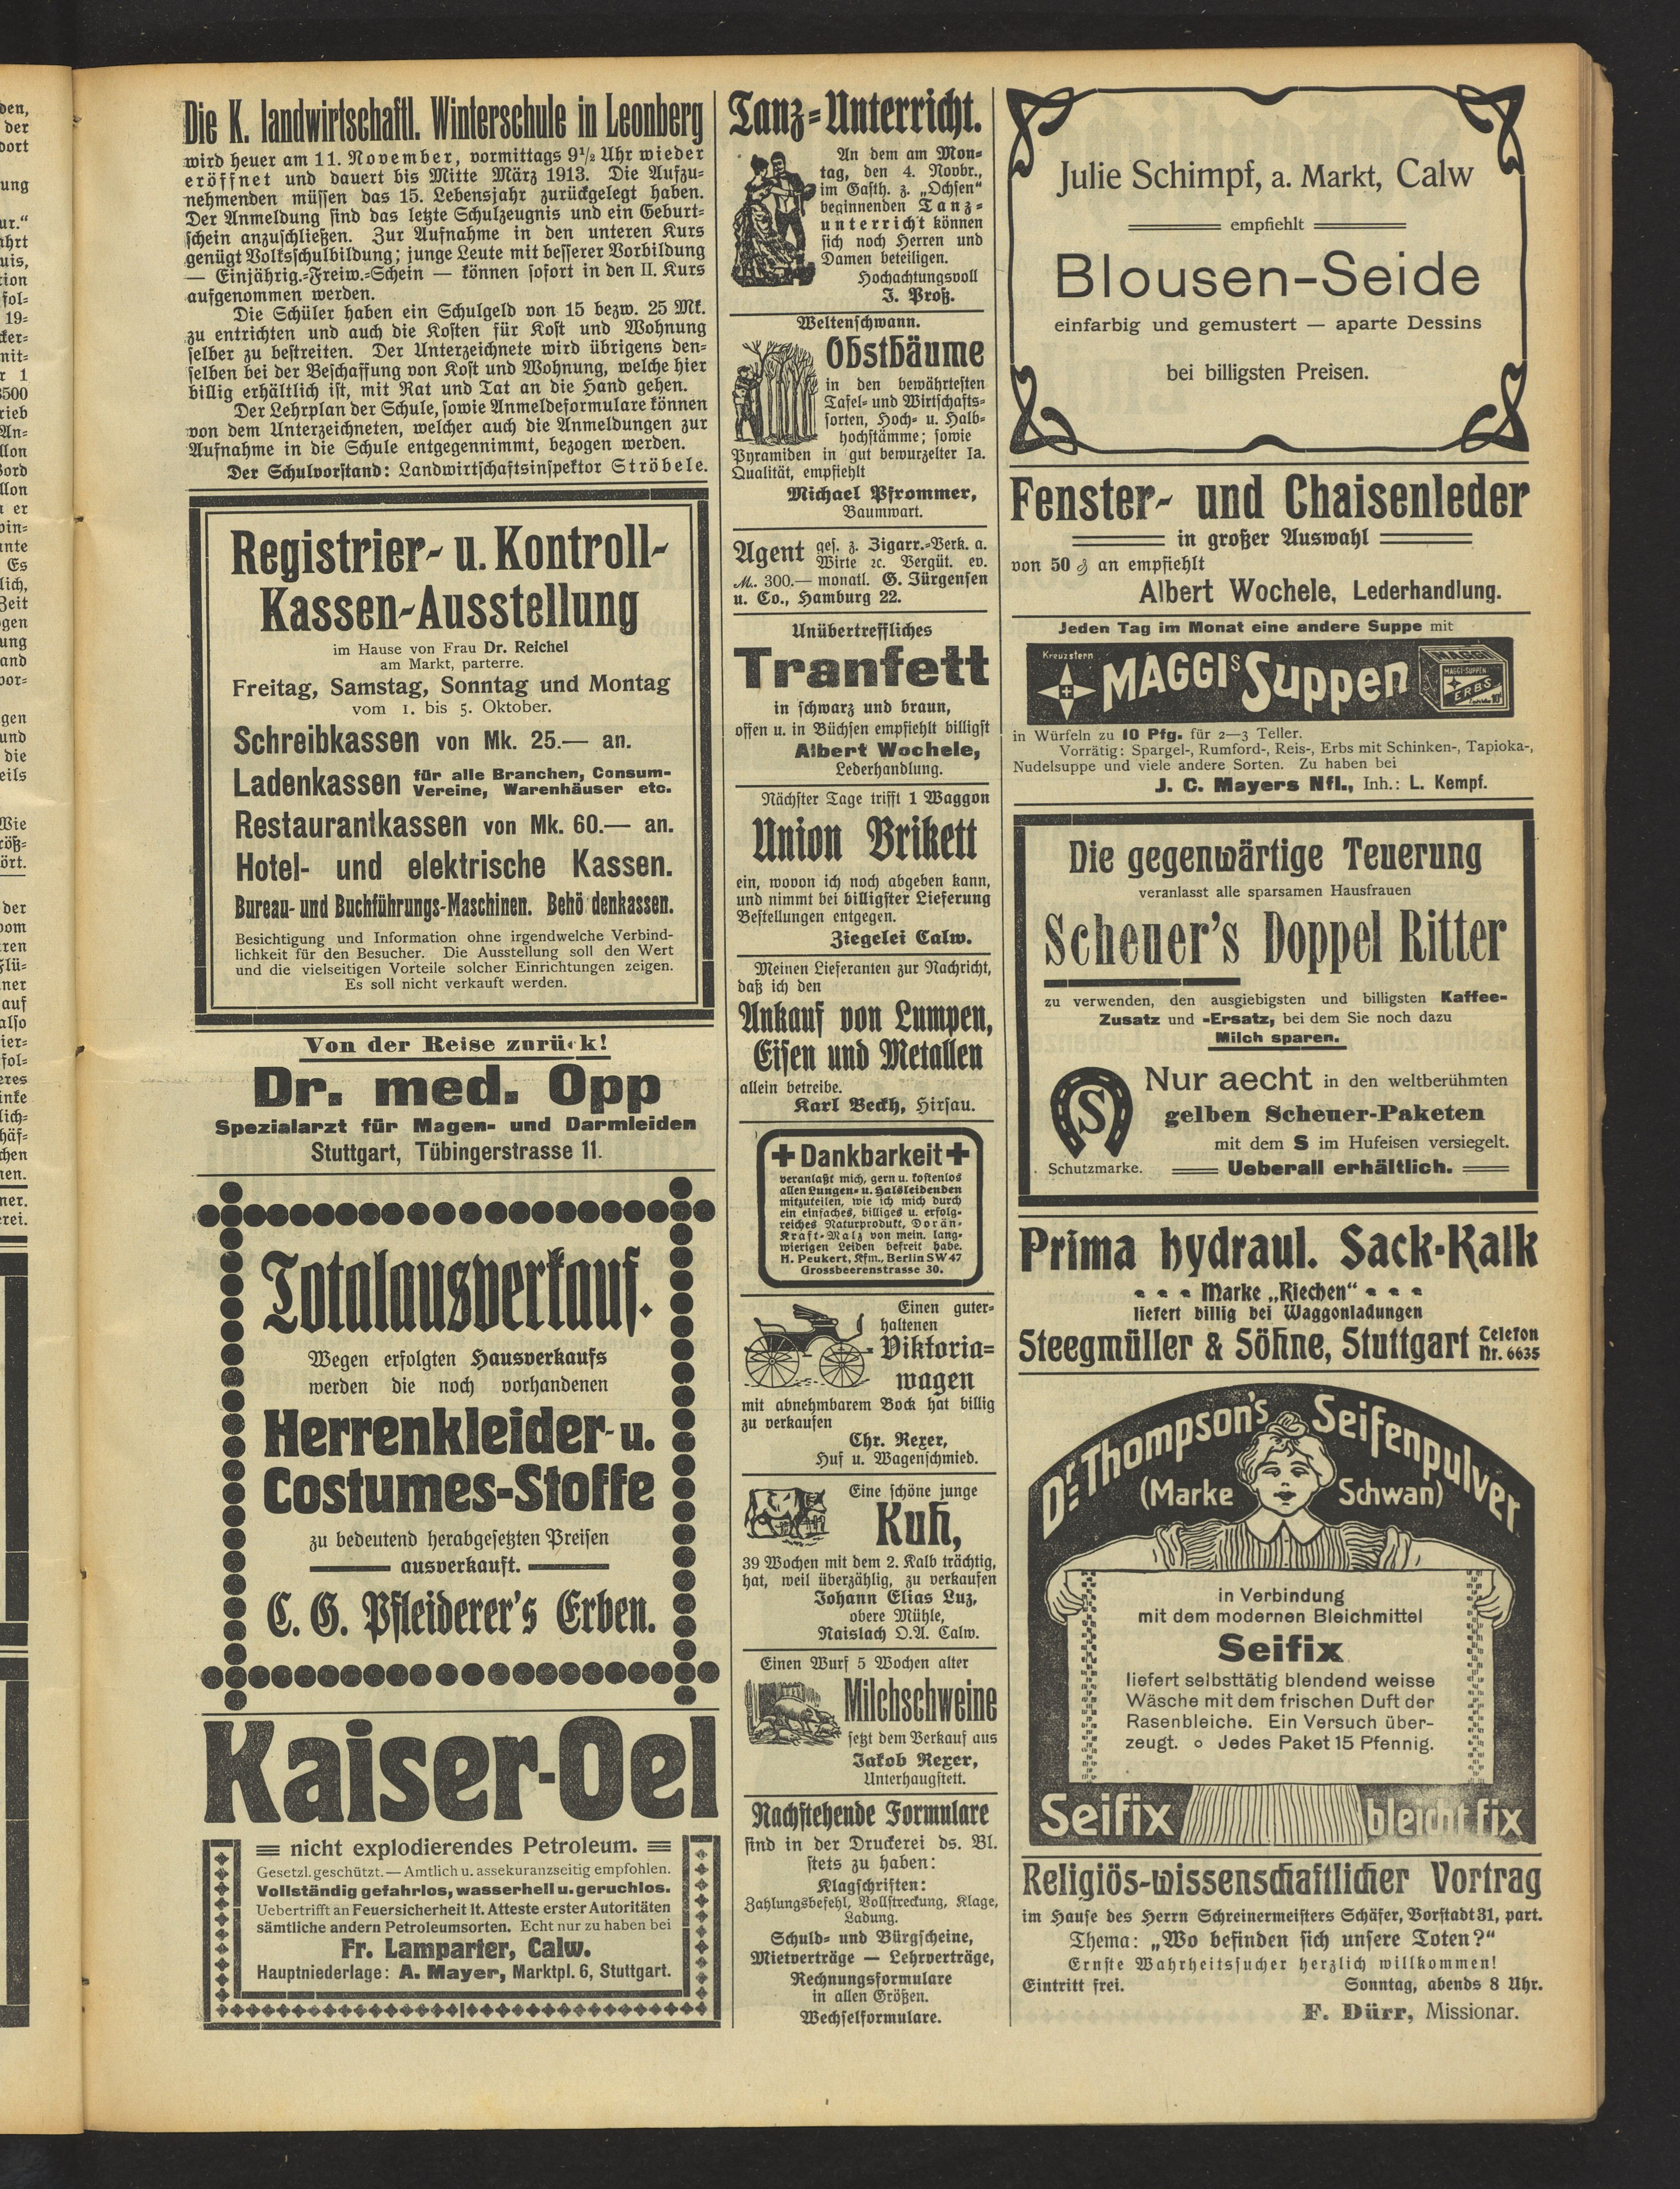 Die K. landwirtschaftl. Winterschule in Leonberg
wird heuer am 11. November, vormittags 9½ Uhr wieder
eröffnet und dauert bis Mitte März 1913. Die Aufzu-
nehmenden müssen das 15. Lebensjahr zurückgelegt haben.
Der Anmeldung sind das letzte Schulzeugnis und ein Geburt-
schein anzuschließen. Zur Aufnahme in den unteren Kurs
genügt Volksschulbildung; junge Leute mit besserer Vorbildung
— Einjährig.-Freiw.-Schein — können sofort in den II. Kurs
aufgenommen werden.
Die Schüler haben ein Schulgeld von 15 bezw. 25 Mk.
zu entrichten und auch die Kosten für Kost und Wohnung
selber zu bestreiten. Der Unterzeichnete wird übrigens den-
selben bei der Beschaffung von Kost und Wohnung, welche hier
billig erhältlich ist, mit Rat und Tat an die Hand gehen.
Der Lehrplan der Schule, sowie Anmeldeformulare können
von dem Unterzeichneten, welcher auch die Anmeldungen zur
Aufnahme in die Schule entgegennimmt, bezogen werden.
Der Schulvorstand: Landwirtschaftsinspektor Ströbele.
Registrier- u. Kontroll-
Kassen-Ausstellung
im Hause von Frau Dr. Reichel
am Markt, parterre.
Freitag, Samstag, Sonntag und Montag
vom 1. bis 5. Oktober.
Schreibkassen von Mk. 25.— an.
Ladenkassen für alle Branchen, Consum-
Vereine, Warenhäuser etc.
Restaurantkassen von Mk. 60.— an.
Hotel- und elektrische Kassen.
Bureau- und Buchführungs-Maschinen. Behö denkassen.
Besichtigung und Information ohne irgendwelche Verbind-
lichkeit für den Besucher. Die Ausstellung soll den Wert
und die vielseitigen Vorteile solcher Einrichtungen zeigen.
Es soll nicht verkauft werden.
Von der Reise zurück!
Dr. med. Opp
Spezialarzt für Magen- und Darmleiden
Stuttgart, Tübingerstrasse 11.
Totalausverkauf.
Wegen erfolgten Hausverkaufs
werden die noch vorhandenen
Herrenkleider- u.
Costumes-Stoffe
zu bedeutend herabgesetzten Preisen
ausverkauft.
C. G. Pfleiderer's Erben.
Kaiser-Oel
nicht explodierendes Petroleum.
Gesetzl. geschützt. — Amtlich u. assekuranzseitig empfohlen.
Vollständig gefahrlos, wasserhell u. geruchlos.
Uebertrifft an Feuersicherheit lt. Atteste erster Autoritäten
sämtliche andern Petroleumsorten. Echt nur zu haben bei
Fr. Lamparter, Calw.
Hauptniederlage: A. Mayer, Marktpl. 6, Stuttgart.
Tanz-Unterricht.
An dem am Mon-
tag, den 4. Novbr.,
im Gasth. z. „Ochsen“
beginnenden Tanz-
unterricht können
sich noch Herren und
Damen beteiligen.
Hochachtungsvoll
J. Proß.
Weltenschwann.
Obstbäume
in den bewährtesten
Tafel- und Wirtschafts-
sorten, Hoch- u. Halb-
hochstämme; sowie
Pyramiden in gut bewurzelter Ia.
Qualität, empfiehlt
Michael Pfrommer,
Baumwart.
Agent ges. z. Zigarr.-Verk. a.
Wirte ꝛc. Vergüt. ev.
M. 300.— monatl. G. Jürgensen
u. Co., Hamburg 22.
Unübertreffliches
Tranfett
in schwarz und braun,
offen u. in Büchsen empfiehlt billigst
Albert Wochele,
Lederhandlung.
Nächster Tage trifft 1 Waggon
Union Brikett
ein, wovon ich noch abgeben kann,
und nimmt bei billigster Lieferung
Bestellungen entgegen.
Ziegelei Calw.
Meinen Lieferanten zur Nachricht,
daß ich den
Ankauf von Lumpen,
Eisen und Metallen
allein betreibe.
Karl Beckh, Hirsau.
Dankbarkeit
veranlaßt mich, gern u. kostenlos
allen Lungen- u. Halsleidenden
mitzuteilen, wie ich mich durch
ein einfaches, billiges u. erfolg-
reiches Naturprodukt, Dorän-
Kraft-Malz von mein. lang-
wierigen Leiden befreit habe.
H. Peukert, Kfm., Berlin SW 47
Grossbeerenstrasse 30.
Einen guter-
haltenen
Viktoria-
wagen
mit abnehmbarem Bock hat billig
zu verkaufen
Chr. Rexer,
Huf u. Wagenschmied.
Eine schöne junge
Kuh,
39 Wochen mit dem 2. Kalb trächtig,
hat, weil überzählig, zu verkaufen
Johann Elias Luz,
obere Mühle,
Naislach O.A. Calw.
Einen Wurf 5 Wochen alter
Milchschweine
setzt dem Verkauf aus
Jakob Rexer,
Unterhaugstett.
Nachstehende Formulare
sind in der Druckerei ds. Bl.
stets zu haben:
Klagschriften:
Zahlungsbefehl, Vollstreckung, Klage,
Ladung.
Schuld- und Bürgscheine,
Mietverträge — Lehrverträge,
Rechnungsformulare
in allen Größen.
Wechselformulare.
Julie Schimpf, a. Markt, Calw
empfiehlt
Blousen-Seide
einfarbig und gemustert — aparte Dessins
bei billigsten Preisen.
Fenster- und Chaisenleder
in großer Auswahl
von 50 ₰ an empfiehlt
Albert Wochele, Lederhandlung.
Jeden Tag im Monat eine andere Suppe mit
Kreuzstern
MAGGIs Suppen
MAGGI
MAGGI-SUPPEN
ERBS
in Würfeln zu 10 Pfg. für 2—3 Teller.
Vorrätig: Spargel-, Rumford-, Reis-, Erbs mit Schinken-, Tapioka-,
Nudelsuppe und viele andere Sorten. Zu haben bei
J. C. Mayers Nfl., Inh.: L. Kempf.
Die gegenwärtige Teuerung
veranlasst alle sparsamen Hausfrauen
Scheuer's Doppel Ritter
zu verwenden, den ausgiebigsten und billigsten Kaffee-
Zusatz und -Ersatz, bei dem Sie noch dazu
Milch sparen.
S
Schutzmarke.
Nur aecht in den weltberühmten
gelben Scheuer-Paketen
mit dem S im Hufeisen versiegelt.
Ueberall erhältlich.
Prima hydraul. Sack-Kalk
Marke „Riechen“
liefert billig bei Waggonladungen
Steegmüller & Söhne, Stuttgart Telefon
Nr. 6635
Dr. Thompson's Seifenpulver
(Marke Schwan)
in Verbindung
mit dem modernen Bleichmittel
Seifix
liefert selbsttätig blendend weisse
Wäsche mit dem frischen Duft der
Rasenbleiche. Ein Versuch über-
zeugt. o Jedes Paket 15 Pfennig.
Seifix bleicht fix
Religiös-wissenschaftlicher Vortrag
im Hause des Herrn Schreinermeisters Schäfer, Vorstadt 31, part.
Thema: „Wo befinden sich unsere Toten?“
Ernste Wahrheitssucher herzlich willkommen!
Eintritt frei. Sonntag, abends 8 Uhr.
F. Dürr, Missionar.